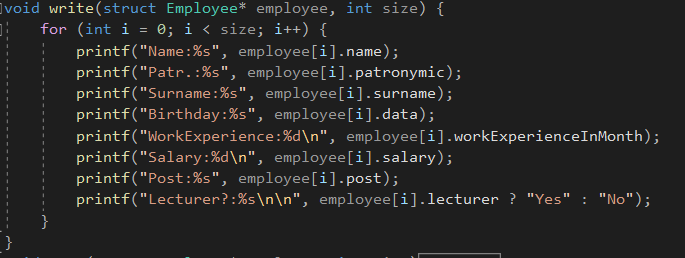 void write(struct Employee* employee, int size) {
    for (int i = 0; i < size; i++) {
        printf("Name:%s", employee[i].name);
        printf("Patr.:%s", employee[i].patronymic);
        printf("Surname:%s", employee[i].surname);
        printf("Birthday:%s", employee[i].data);
        printf("WorkExperience:%d\n", employee[i].workExperienceInMonth);
        printf("Salary:%d\n", employee[i].salary);
        printf("Post:%s", employee[i].post);
        printf("Lecturer?:%s\n\n", employee[i].lecturer ? "Yes" : "No");
    }
}